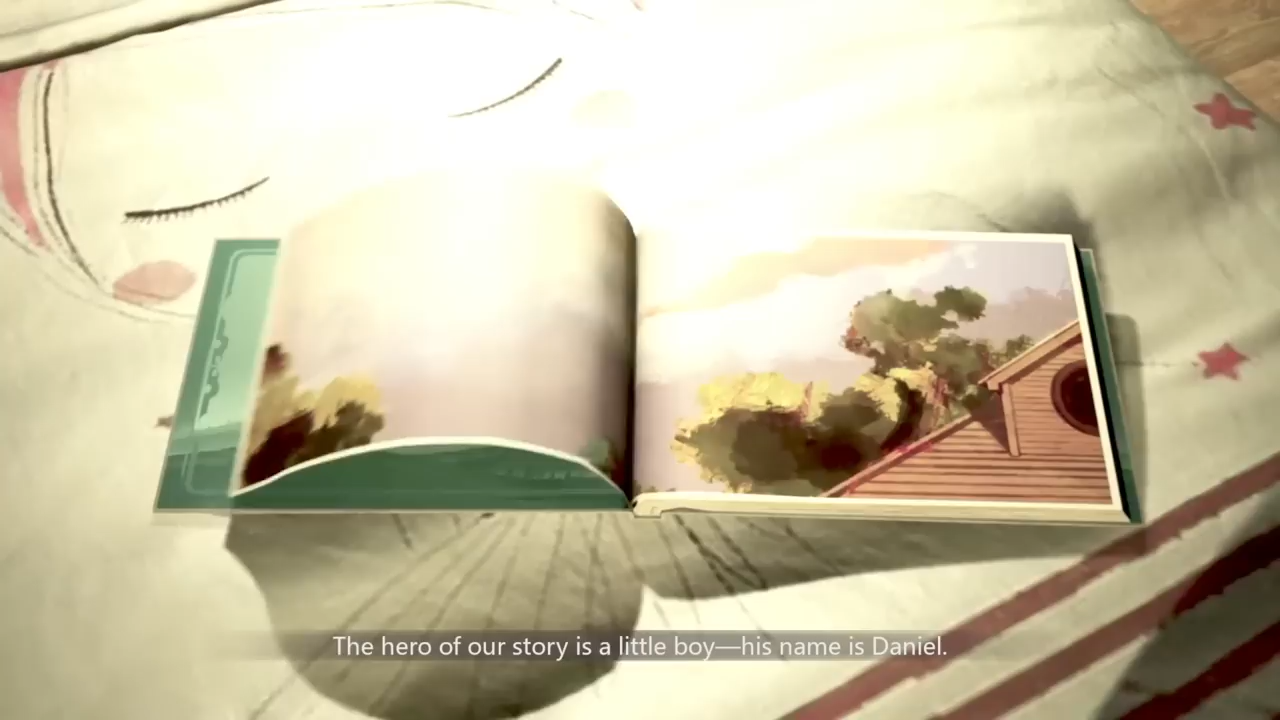 The hero of our story is a little boy—his name is Daniel.